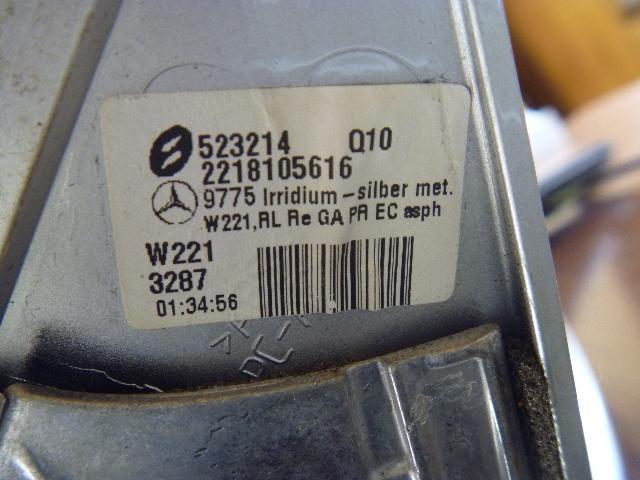 523214 Q10
2218105616
9775 Irridium-silber met.
W221,RL Re GA PR EC asph
W221
3287
01:34:56